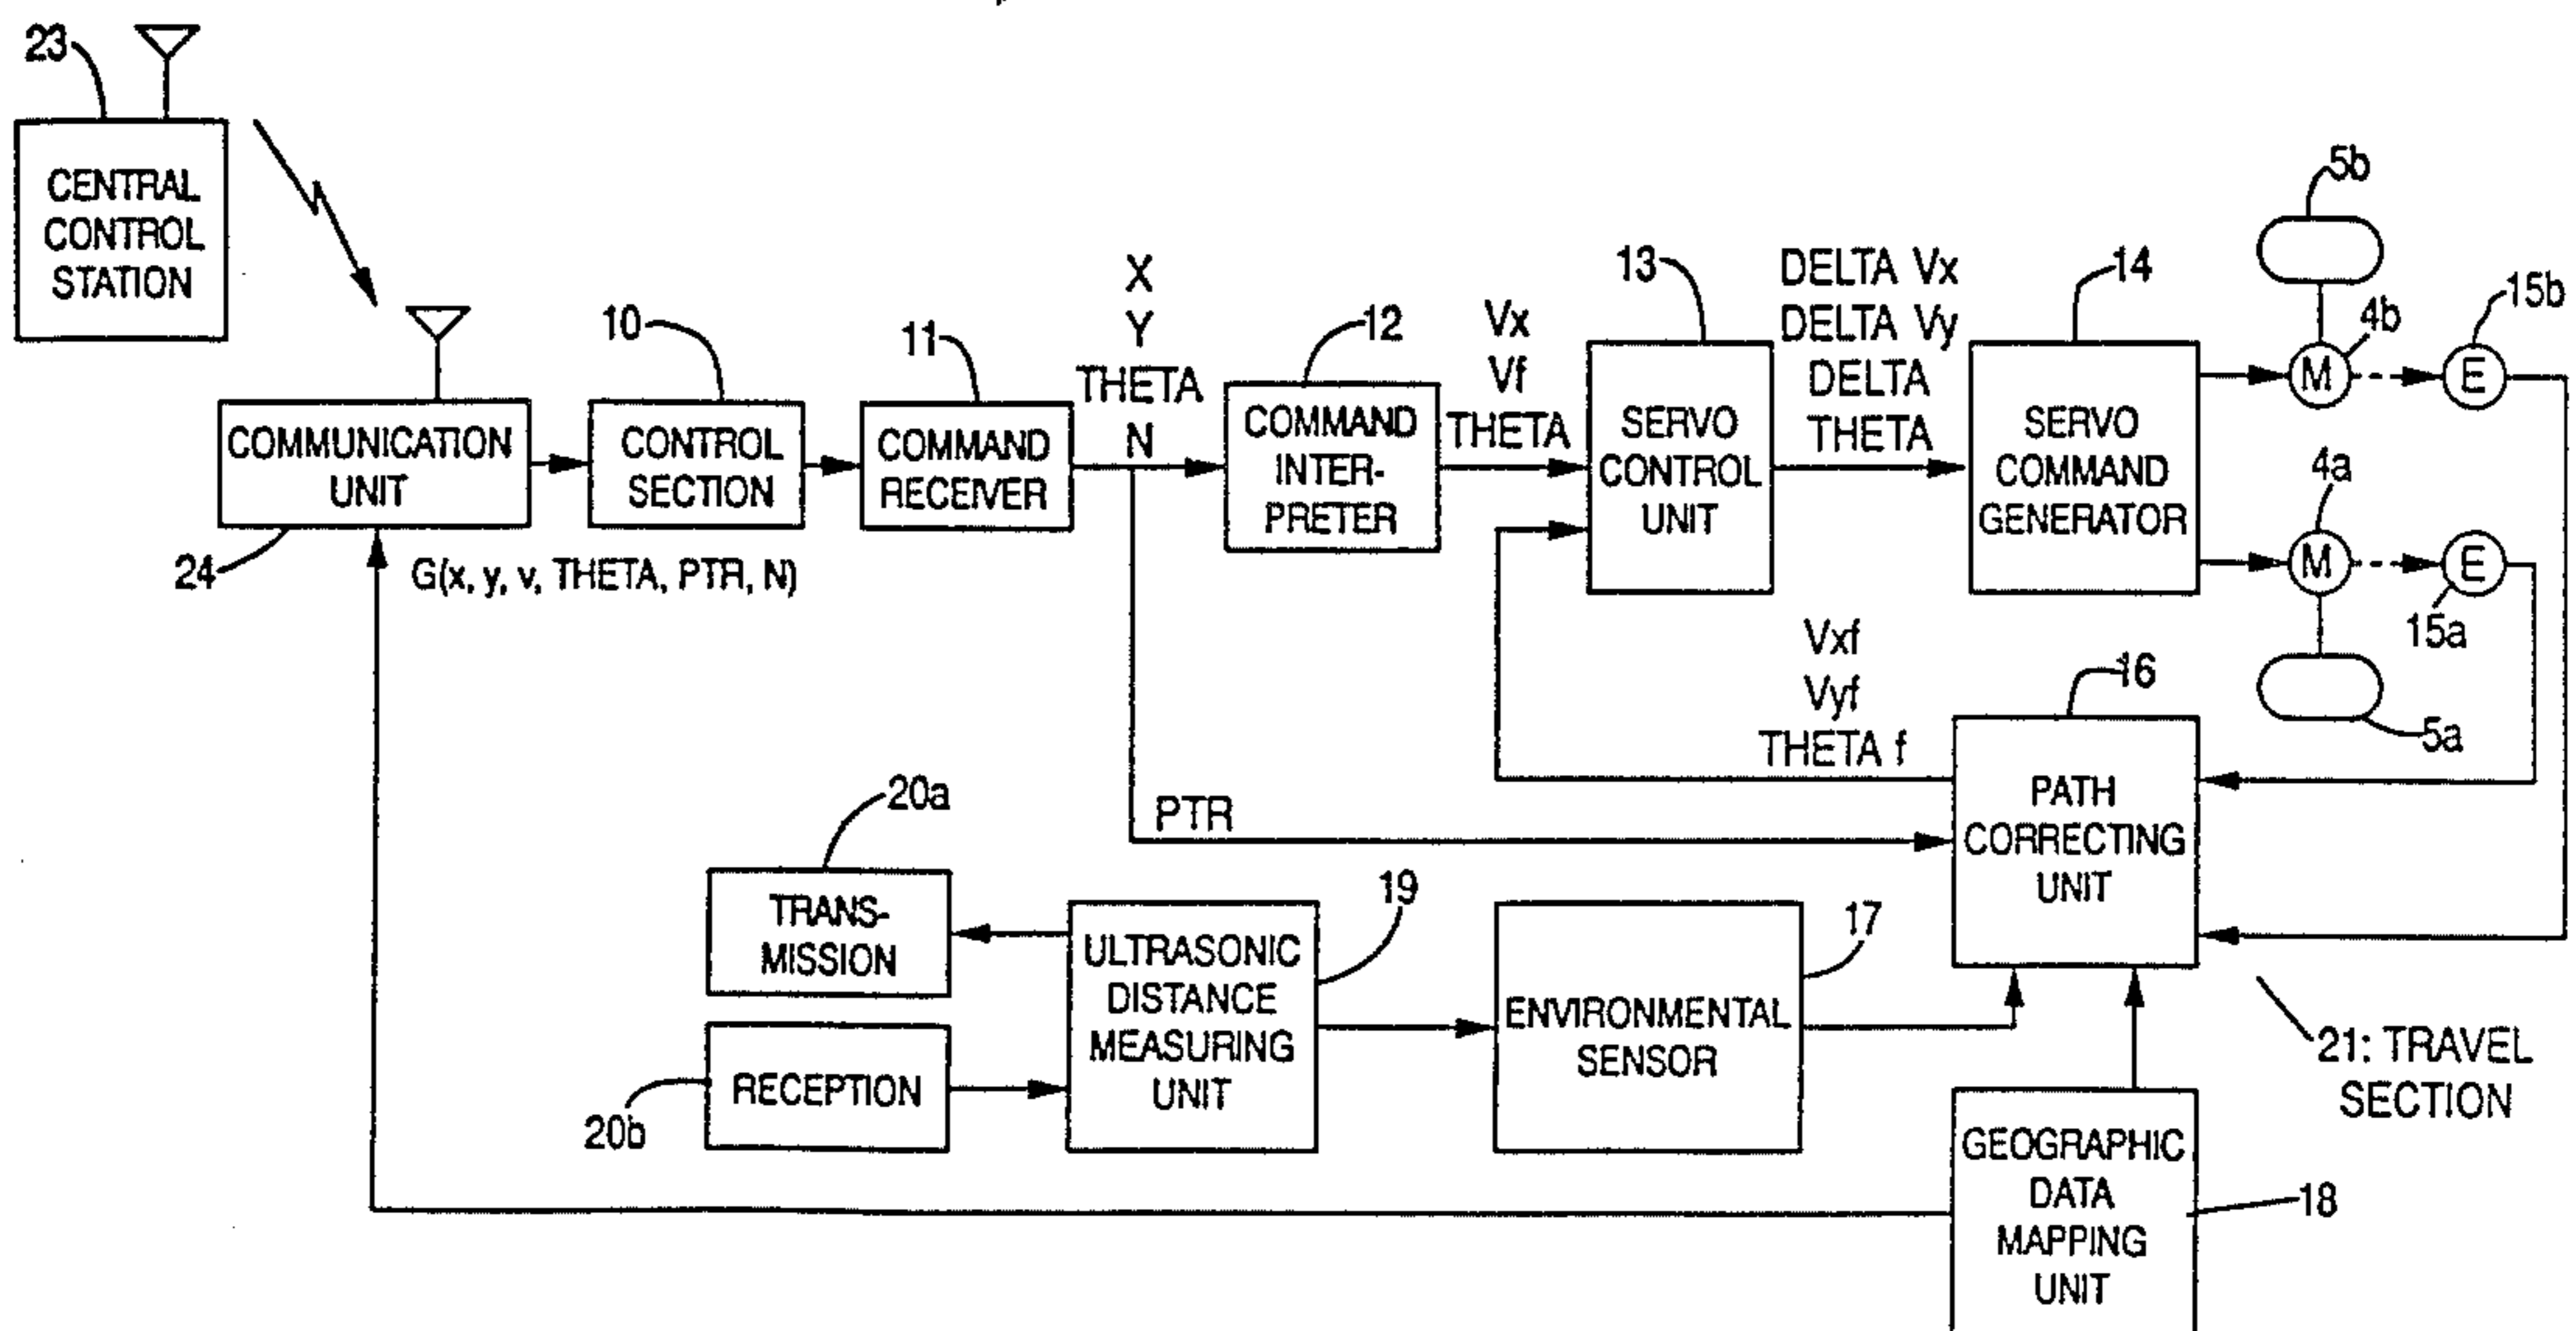 23
CENTRAL
CONTROL
STATION
COMMUNICATION
UNIT
24
G(x, y, v, THETA, PTR, N)
10
CONTROL
SECTION
11
COMMAND
RECEIVER
X
Y
THETA
N
12
COMMAND
INTER-
PRETER
Vx
Vf
THETA
13
SERVO
CONTROL
UNIT
DELTA Vx
DELTA Vy
DELTA
THETA
14
SERVO
COMMAND
GENERATOR
5b
4b
M
15b
E
4a
M
15a
E
5a
Vxf
Vyf
THETA f
16
PATH
CORRECTING
UNIT
PTR
20a
TRANS-
MISSION
20b
RECEPTION
19
ULTRASONIC
DISTANCE
MEASURING
UNIT
17
ENVIRONMENTAL
SENSOR
21: TRAVEL
SECTION
GEOGRAPHIC
DATA
MAPPING
UNIT
18